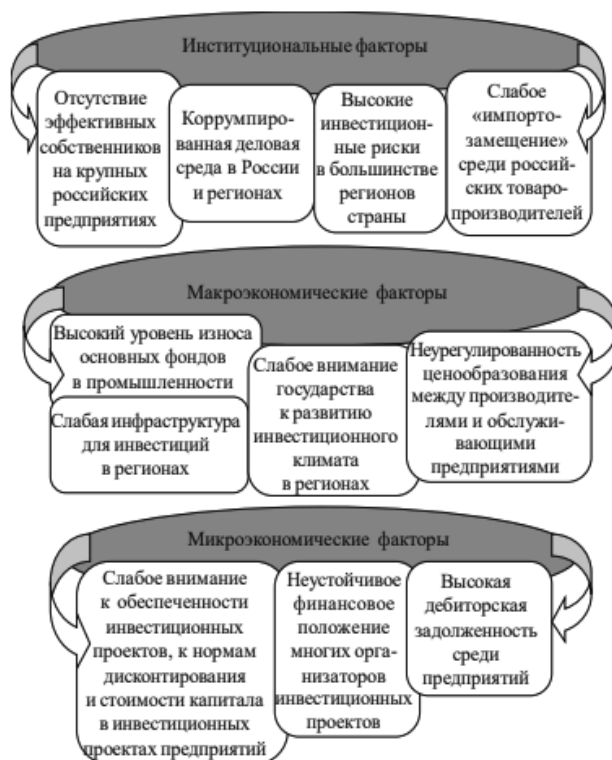 Институциональные факторы
Отсутствие
эффективных
собственников
на крупных
российских
предприятиях
Коррумпиро-
ванная деловая
среда в России
и регионах
Высокие
инвестицион-
ные риски
в большинстве
регионов
страны
Слабое
«импорто-
замещение»
среди россий-
ских товаро-
производителей
Макроэкономические факторы
Высокий уровень износа
основных фондов
в промышленности
Слабая инфраструктура
для инвестиций
в регионах
Слабое внимание
государства
к развитию
инвестиционного
климата
в регионах
Неурегулированность
ценообразования
между производите-
лями и обслужи-
вающими
предприятиями
Микроэкономические факторы
Слабое внимание
к обеспеченности
инвестиционных
проектов, к нормам
дисконтирования
и стоимости капитала
в инвестиционных
проектах предприятий
Неустойчивое
финансовое
положение
многих орга-
низаторов
инвестиционных
проектов
Высокая
дебиторская
задолженность
среди
предприятий